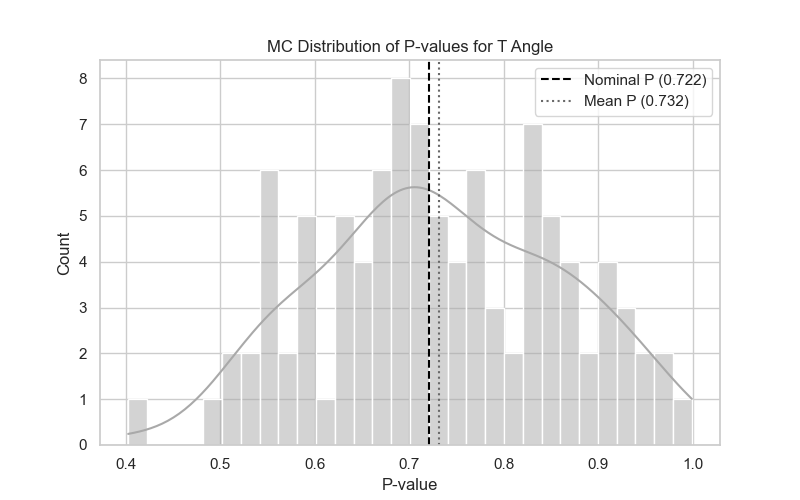 MC Distribution of P-values for T Angle
Nominal P (0.722)
Mean P (0.732)
Count
8
7
6
5
4
3
2
1
0
0.4 0.5 0.6 0.7 0.8 0.9 1.0
P-value